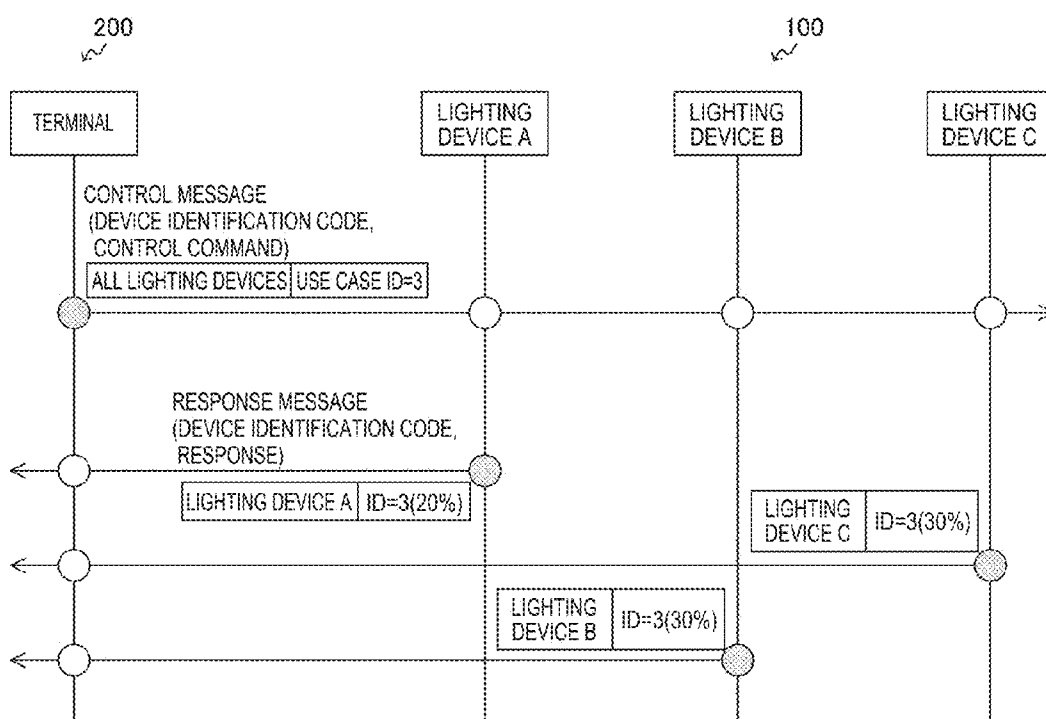 200
100
TERMINAL
LIGHTING
DEVICE A
LIGHTING
DEVICE B
LIGHTING
DEVICE C
CONTROL MESSAGE
(DEVICE IDENTIFICATION CODE,
CONTROL COMMAND)
ALL LIGHTING DEVICES USE CASE ID=3
RESPONSE MESSAGE
(DEVICE IDENTIFICATION CODE,
RESPONSE)
LIGHTING DEVICE A ID=3(20%)
LIGHTING
DEVICE C
ID=3(30%)
LIGHTING
DEVICE B
ID=3(30%)